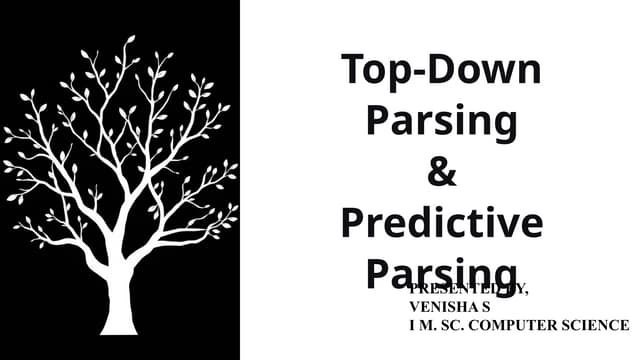 Top-Down
Parsing
&
Predictive
Parsing
PRESENTED BY,
VENISHA S
I M. SC. COMPUTER SCIENCE